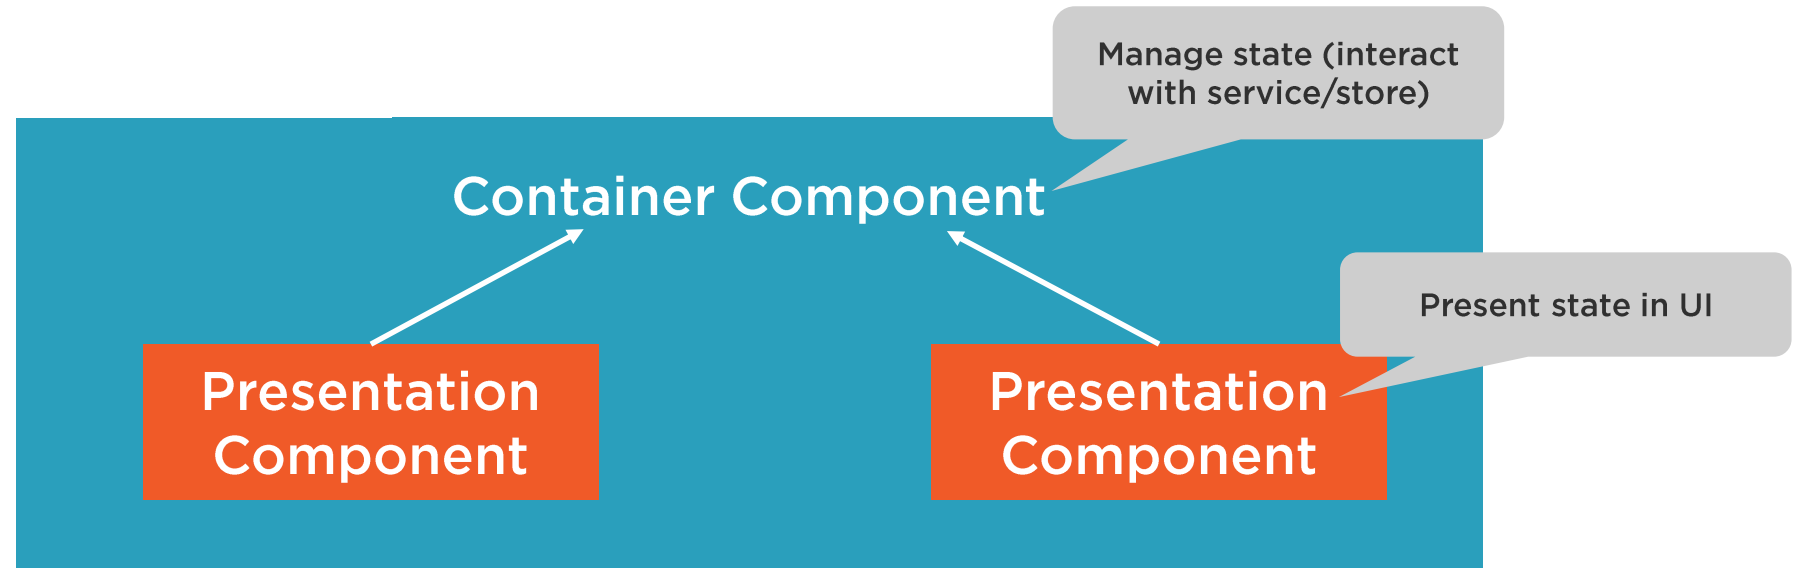 Manage state (interact
with service/store)
Container Component
Present state in UI
Presentation
Component
Presentation
Component